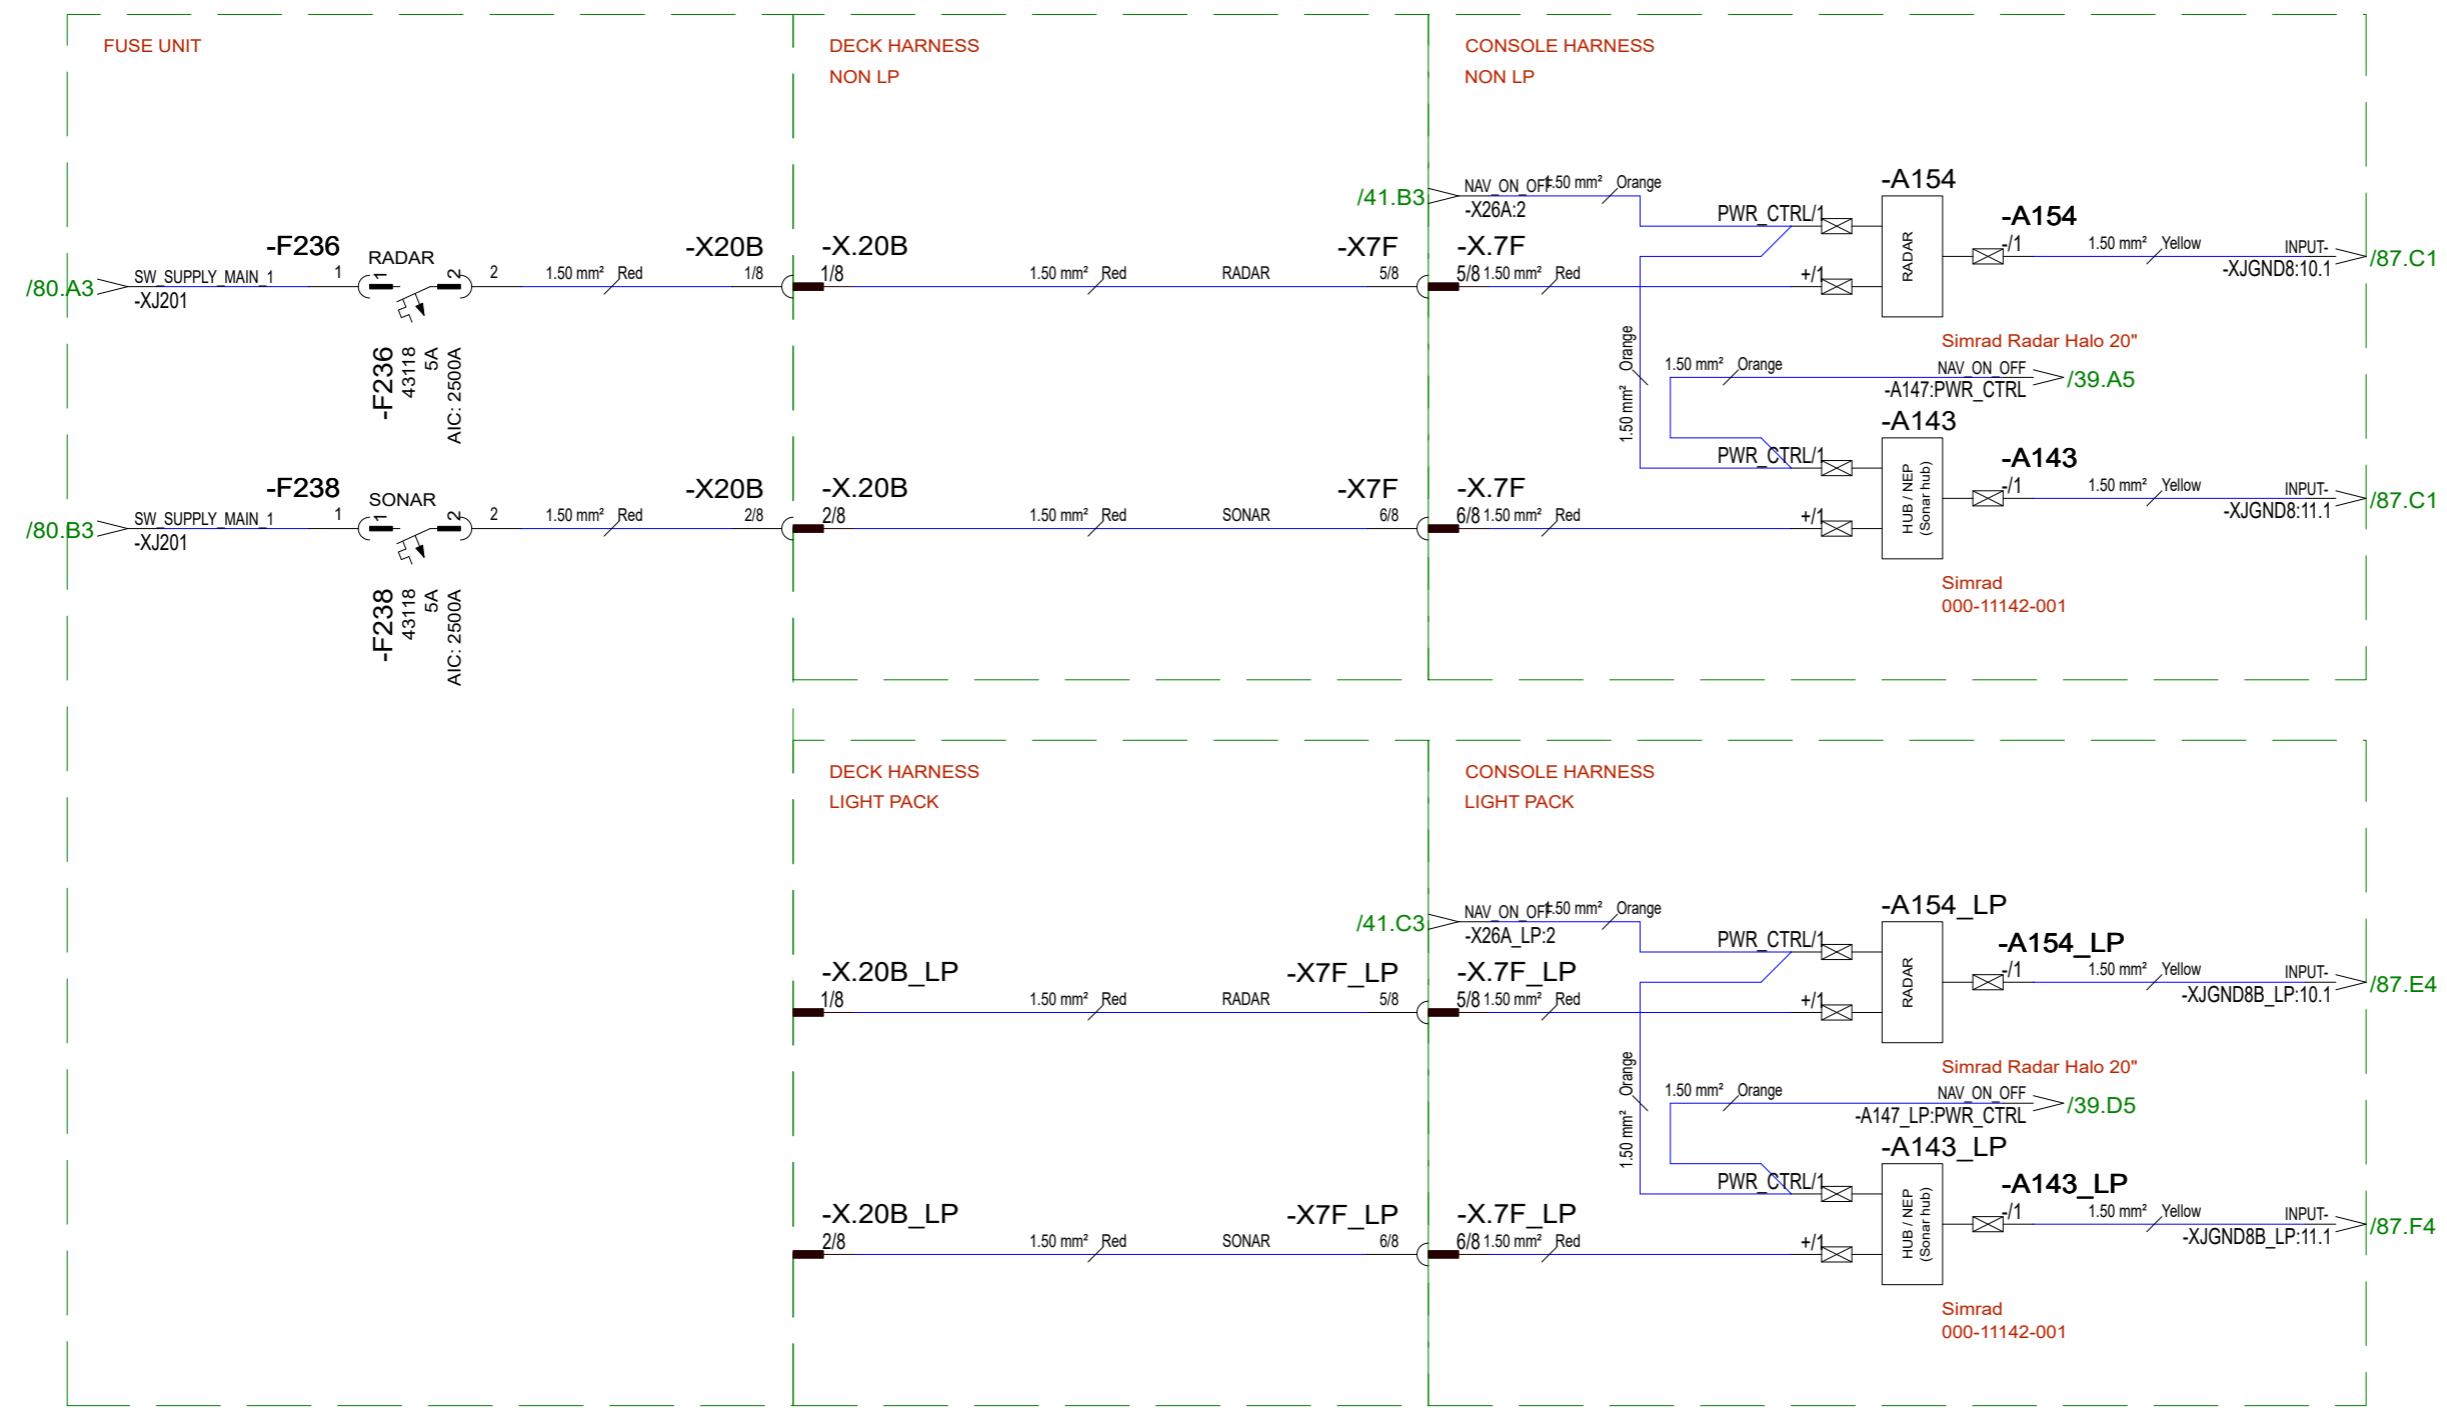 FUSE UNIT
DECK HARNESS
NON LP
CONSOLE HARNESS
NON LP
/41.B3
NAV_ON_OFF
1.50 mm²
Orange
-X26A:2
PWR_CTRL/1
-A154
RADAR
-A154
-/1
1.50 mm²
Yellow
INPUT-
-XJGND8:10.1
/87.C1
/80.A3
SW_SUPPLY_MAIN_1
-XJ201
-F236
1
RADAR
1
2
2
1.50 mm²
Red
-X20B
1/8
-X.20B
1/8
1.50 mm²
Red
RADAR
-X7F
5/8
-X.7F
5/8
1.50 mm²
Red
+/1
-F236
43118
5A
AIC: 2500A
Simrad Radar Halo 20"
1.50 mm²
Orange
1.50 mm²
Orange
NAV_ON_OFF
-A147:PWR_CTRL
/39.A5
PWR_CTRL/1
-A143
HUB / NEP
(Sonar hub)
-A143
-/1
1.50 mm²
Yellow
INPUT-
-XJGND8:11.1
/87.C1
/80.B3
SW_SUPPLY_MAIN_1
-XJ201
-F238
1
SONAR
1
2
2
1.50 mm²
Red
-X20B
2/8
-X.20B
2/8
1.50 mm²
Red
SONAR
-X7F
6/8
-X.7F
6/8
1.50 mm²
Red
+/1
-F238
43118
5A
AIC: 2500A
Simrad
000-11142-001
DECK HARNESS
LIGHT PACK
CONSOLE HARNESS
LIGHT PACK
/41.C3
NAV_ON_OFF
1.50 mm²
Orange
-X26A_LP:2
PWR_CTRL/1
-A154_LP
RADAR
-A154_LP
-/1
1.50 mm²
Yellow
INPUT-
-XJGND8B_LP:10.1
/87.E4
-X.20B_LP
1/8
1.50 mm²
Red
RADAR
-X7F_LP
5/8
-X.7F_LP
5/8
1.50 mm²
Red
+/1
Simrad Radar Halo 20"
1.50 mm²
Orange
1.50 mm²
Orange
NAV_ON_OFF
-A147_LP:PWR_CTRL
/39.D5
PWR_CTRL/1
-A143_LP
HUB / NEP
(Sonar hub)
-A143_LP
-/1
1.50 mm²
Yellow
INPUT-
-XJGND8B_LP:11.1
/87.F4
-X.20B_LP
2/8
1.50 mm²
Red
SONAR
-X7F_LP
6/8
-X.7F_LP
6/8
1.50 mm²
Red
+/1
Simrad
000-11142-001